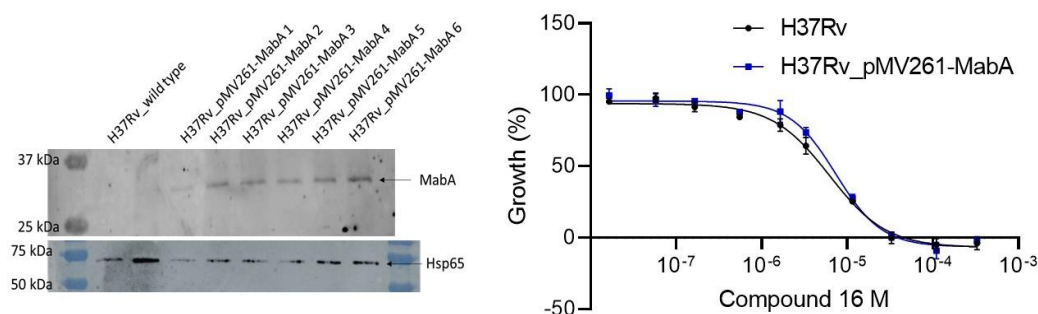 H37Rv_wild type
H37Rv_pMV261-MabA 1
H37Rv_pMV261-MabA 2
H37Rv_pMV261-MabA 3
H37Rv_pMV261-MabA 4
H37Rv_pMV261-MabA 5
H37Rv_pMV261-MabA 6
37 kDa
MabA
25 kDa
75 kDa
Hsp65
50 kDa
150
100
50
0
-50
Growth (%)
H37Rv
H37Rv_pMV261-MabA
10-7
10-6
10-5
10-4
10-3
Compound 16 M